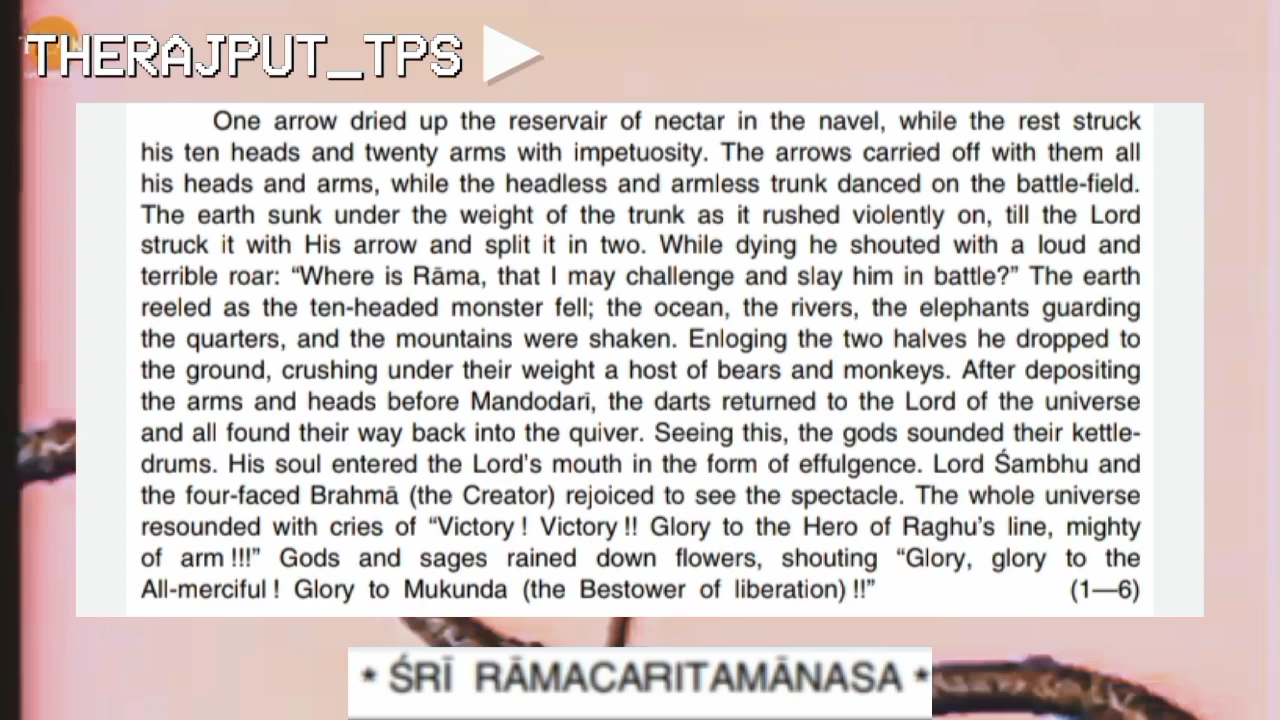 THERAJPUT_TPS
One arrow dried up the reservair of nectar in the navel, while the rest struck
his ten heads and twenty arms with impetuosity. The arrows carried off with them all
his heads and arms, while the headless and armless trunk danced on the battle-field.
The earth sunk under the weight of the trunk as it rushed violently on, till the Lord
struck it with His arrow and split it in two. While dying he shouted with a loud and
terrible roar: “Where is Rāma, that I may challenge and slay him in battle?” The earth
reeled as the ten-headed monster fell; the ocean, the rivers, the elephants guarding
the quarters, and the mountains were shaken. Enloging the two halves he dropped to
the ground, crushing under their weight a host of bears and monkeys. After depositing
the arms and heads before Mandodarī, the darts returned to the Lord of the universe
and all found their way back into the quiver. Seeing this, the gods sounded their kettle-
drums. His soul entered the Lord's mouth in the form of effulgence. Lord Śambhu and
the four-faced Brahmā (the Creator) rejoiced to see the spectacle. The whole universe
resounded with cries of “Victory ! Victory !! Glory to the Hero of Raghu's line, mighty
of arm !!!” Gods and sages rained down flowers, shouting “Glory, glory to the
All-merciful ! Glory to Mukunda (the Bestower of liberation) !!” (1—6)
* ŚRĪ RĀMACARITAMĀNASA *